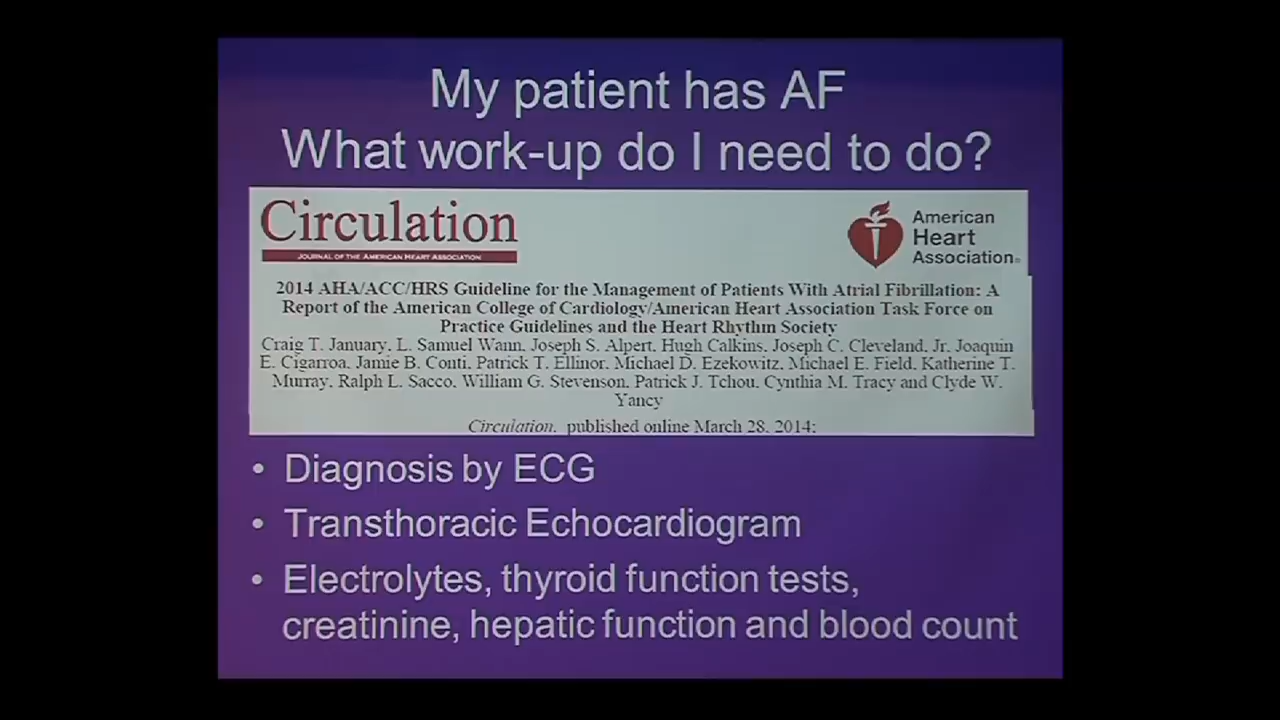 My patient has AF
What work-up do I need to do?
Circulation
JOURNAL OF THE AMERICAN HEART ASSOCIATION
American
Heart
Association®
2014 AHA/ACC/HRS Guideline for the Management of Patients With Atrial Fibrillation: A
Report of the American College of Cardiology/American Heart Association Task Force on
Practice Guidelines and the Heart Rhythm Society
Craig T. January, L. Samuel Wann, Joseph S. Alpert, Hugh Calkins, Joseph C. Cleveland, Jr, Joaquin
E. Cigarroa, Jamie B. Conti, Patrick T. Ellinor, Michael D. Ezekowitz, Michael E. Field, Katherine T.
Murray, Ralph L. Sacco, William G. Stevenson, Patrick J. Tchou, Cynthia M. Tracy and Clyde W.
Yancy
Circulation. published online March 28, 2014;
• Diagnosis by ECG
• Transthoracic Echocardiogram
• Electrolytes, thyroid function tests,
creatinine, hepatic function and blood count